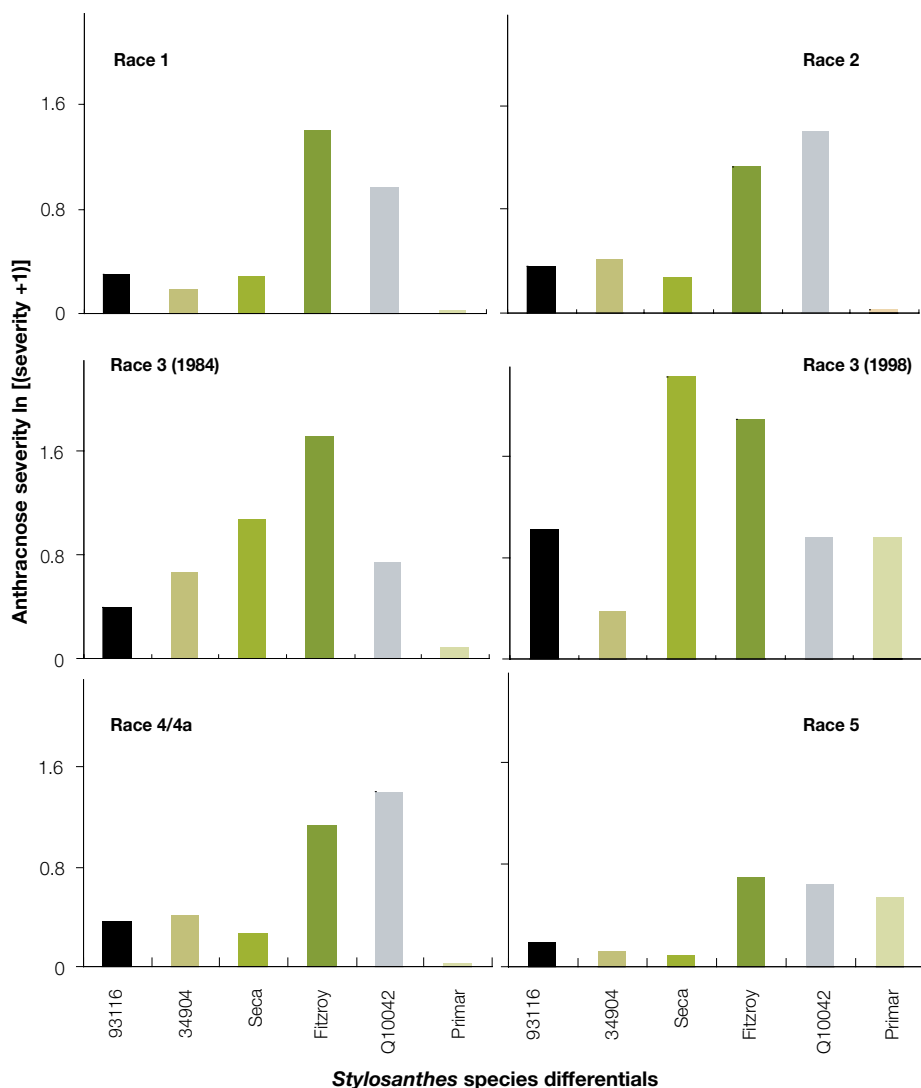 Race 1
Race 2
1.6
0.8
0
Race 3 (1984)
Race 3 (1998)
1.6
0.8
0
Race 4/4a
Race 5
1.6
0.8
0
Anthracnose severity ln [(severity +1)]
93116
34904
Seca
Fitzroy
Q10042
Primar
93116
34904
Seca
Fitzroy
Q10042
Primar
Stylosanthes species differentials